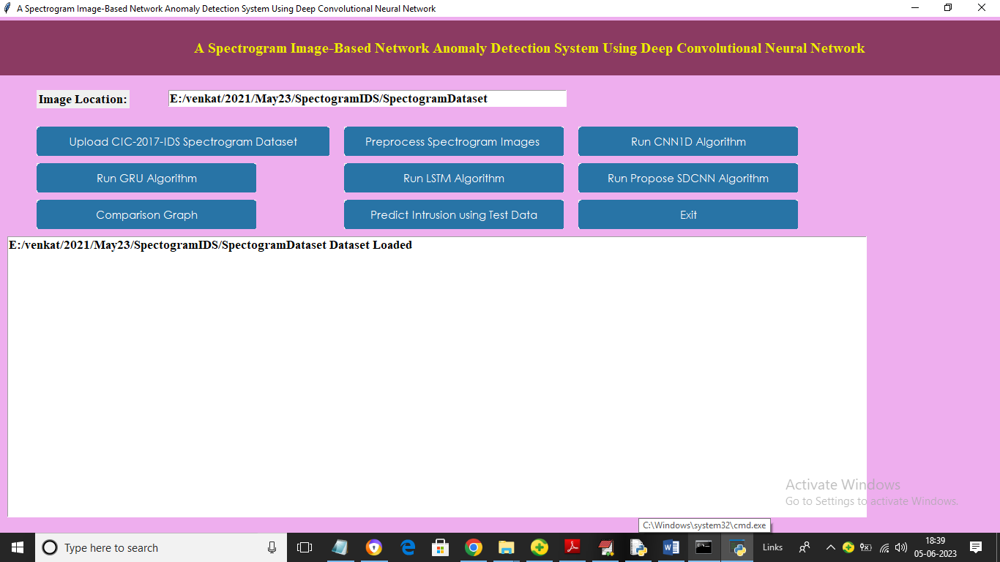 A Spectrogram Image-Based Network Anomaly Detection System Using Deep Convolutional Neural Network
A Spectrogram Image-Based Network Anomaly Detection System Using Deep Convolutional Neural Network
Image Location:
E:/venkat/2021/May23/SpectogramIDS/SpectogramDataset
Upload CIC-2017-IDS Spectrogram Dataset
Preprocess Spectrogram Images
Run CNN1D Algorithm
Run GRU Algorithm
Run LSTM Algorithm
Run Propose SDCNN Algorithm
Comparison Graph
Predict Intrusion using Test Data
Exit
E:/venkat/2021/May23/SpectogramIDS/SpectogramDataset Dataset Loaded
Activate Windows
Go to Settings to activate Windows.
C:\Windows\system32\cmd.exe
Type here to search
Links
18:39
05-06-2023